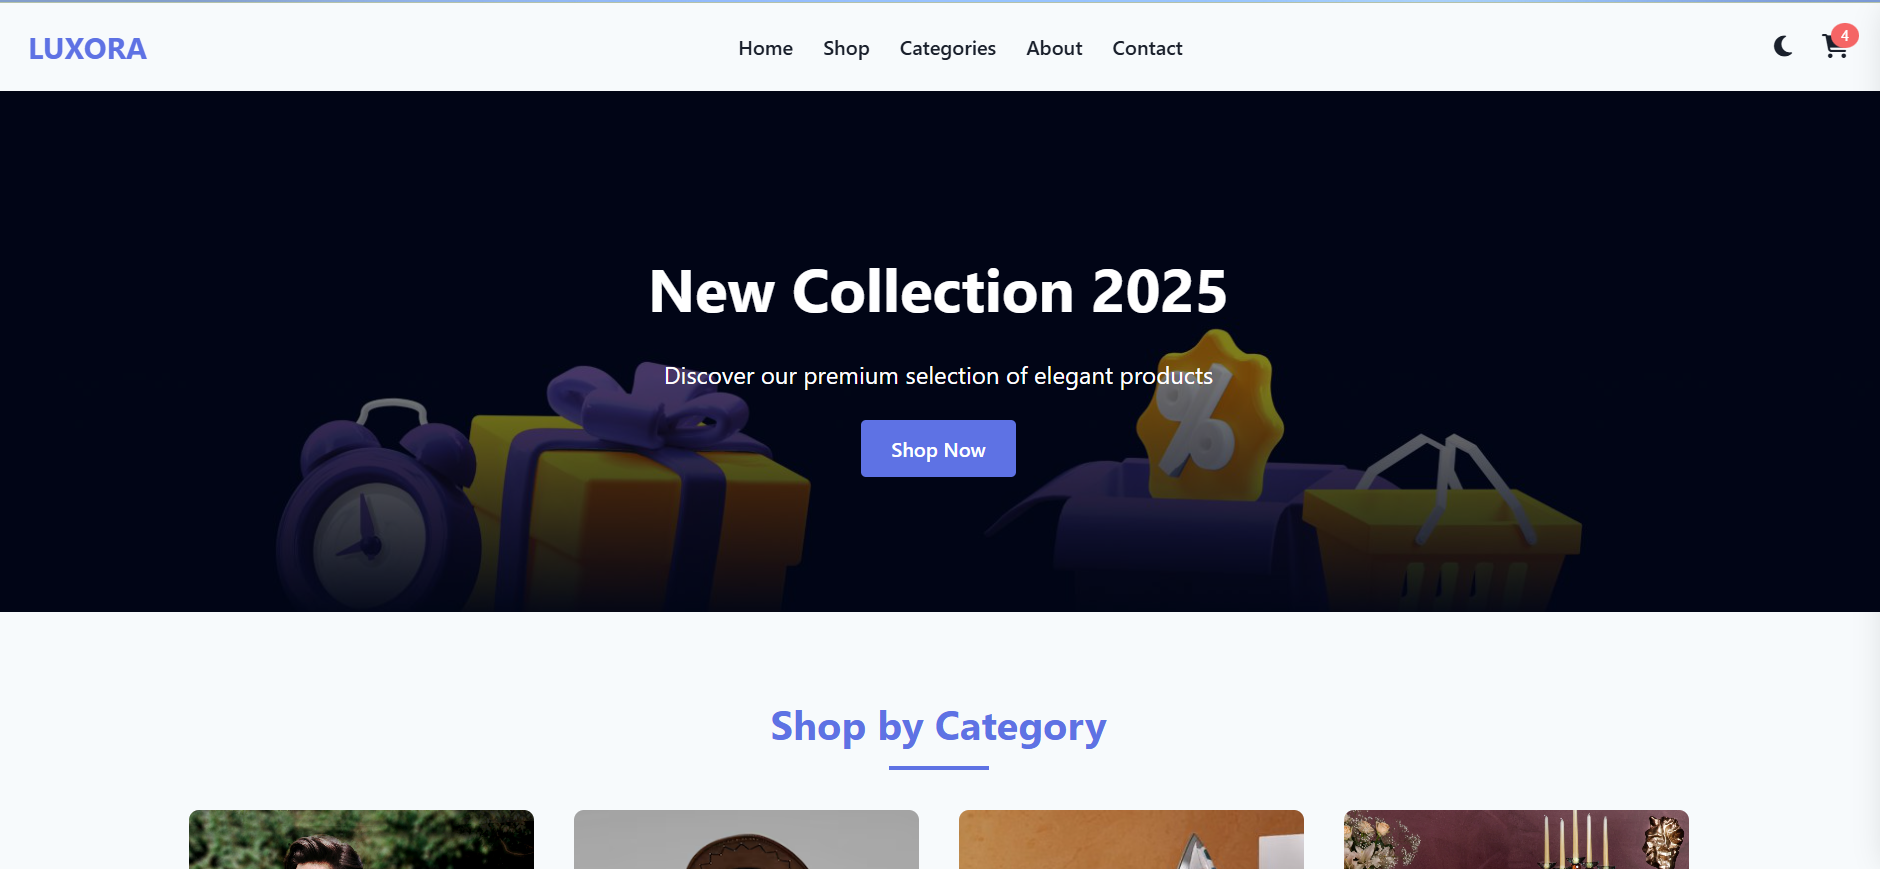 LUXORA
Home Shop Categories About Contact
4
New Collection 2025
Discover our premium selection of elegant products
%
Shop Now
Shop by Category